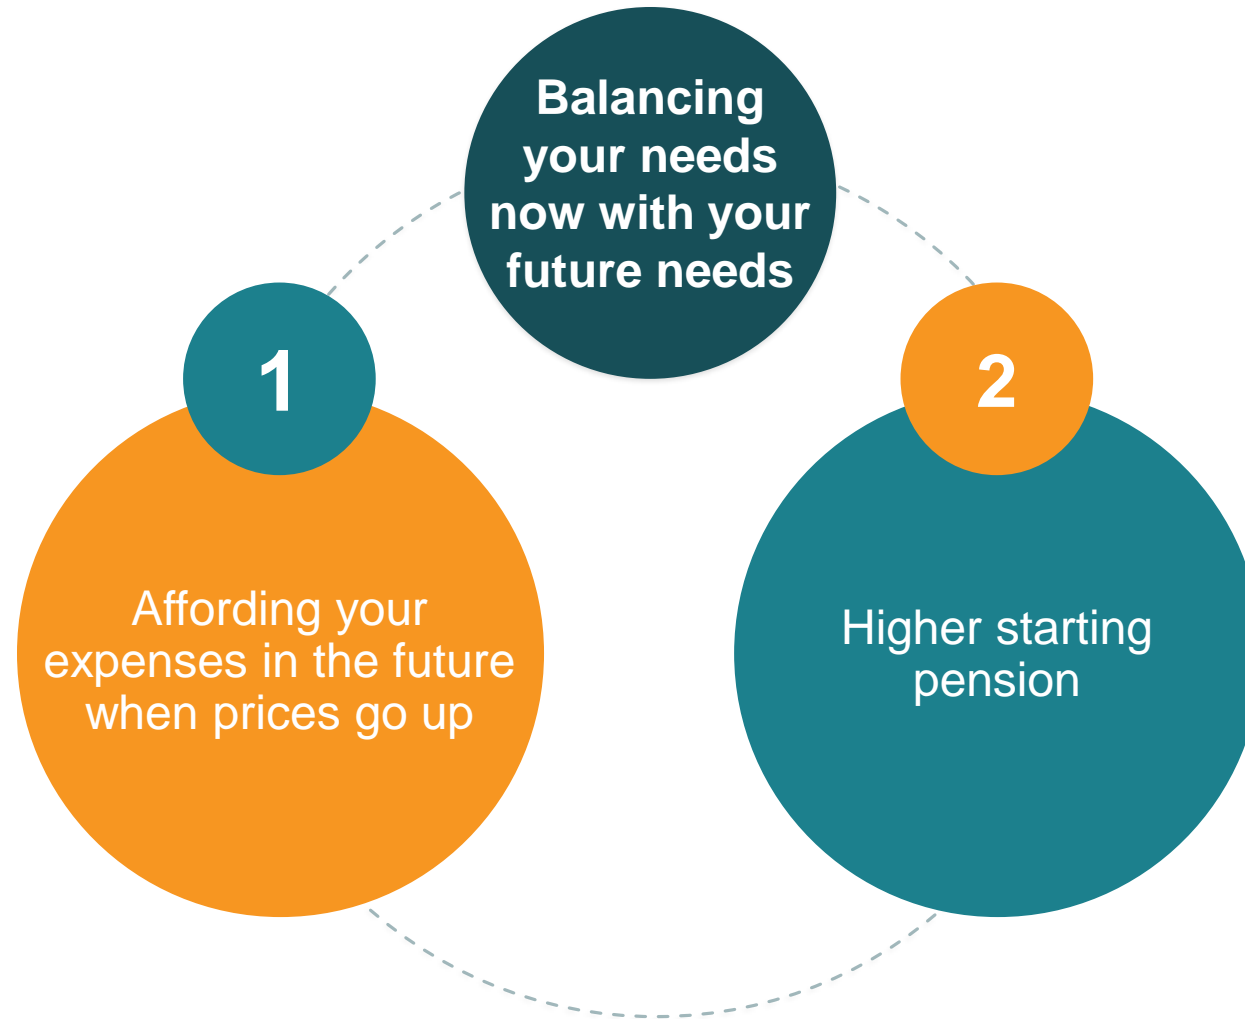 Balancing
your needs
now with your
future needs
1
Affording your
expenses in the future
when prices go up
2
Higher starting
pension